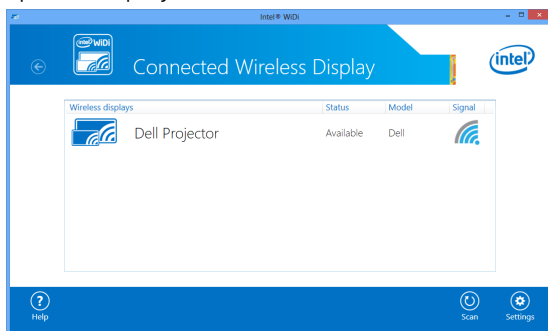 Intel® WiDi
intel WiDi
Connected Wireless Display
intel
Wireless displays Status Model Signal
Dell Projector Available Dell
? Help
Scan
Settings